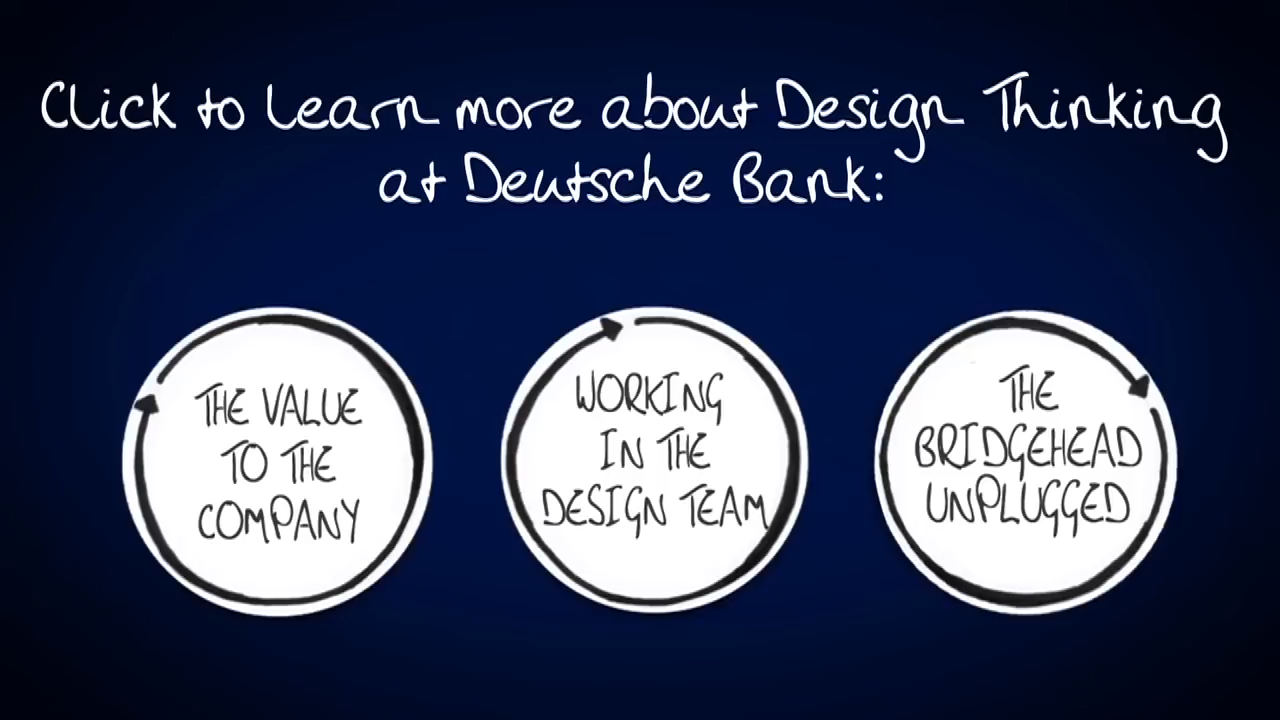 Click to learn more about Design Thinking
at Deutsche Bank:
THE VALUE
TO THE
COMPANY
WORKING
IN THE
DESIGN TEAM
THE
BRIDGEHEAD
UNPLUGGED